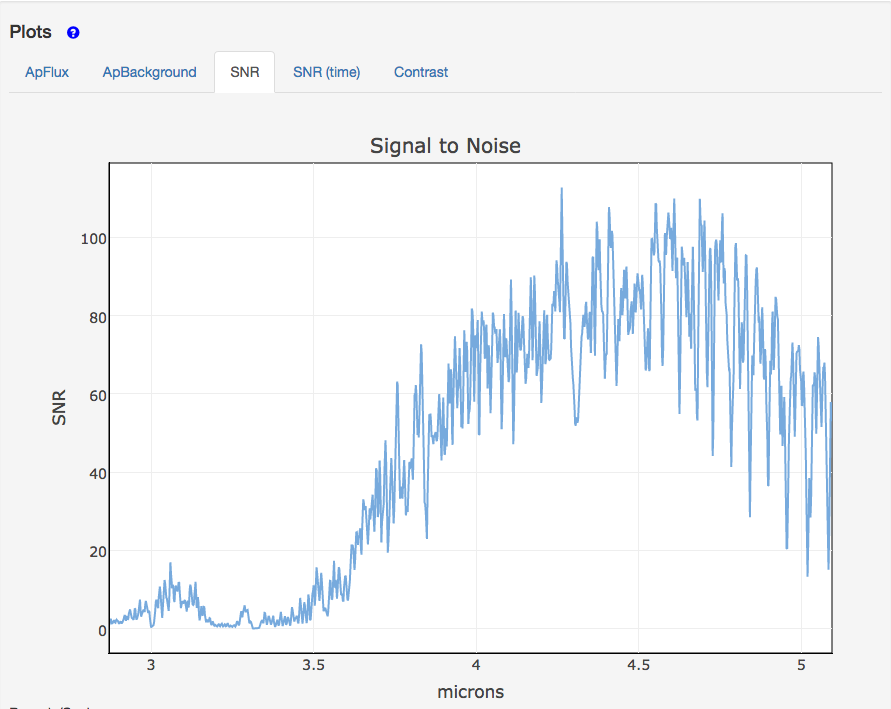 Plots ?
ApFlux ApBackground SNR SNR (time) Contrast
Signal to Noise
100
80
60
40
20
0
SNR
3 3.5 4 4.5 5
microns